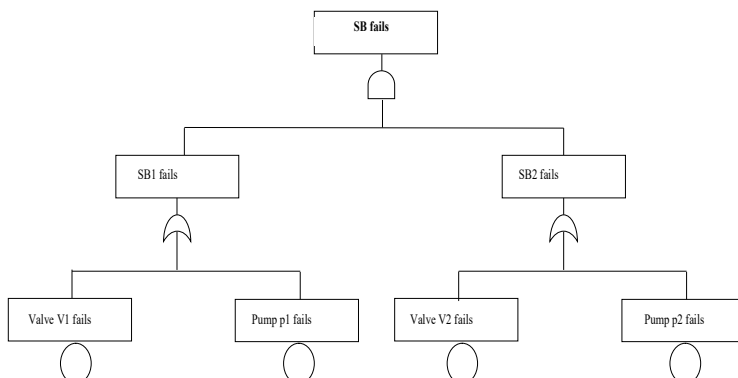 SB fails
SB1 fails
SB2 fails
Valve V1 fails
Pump p1 fails
Valve V2 fails
Pump p2 fails